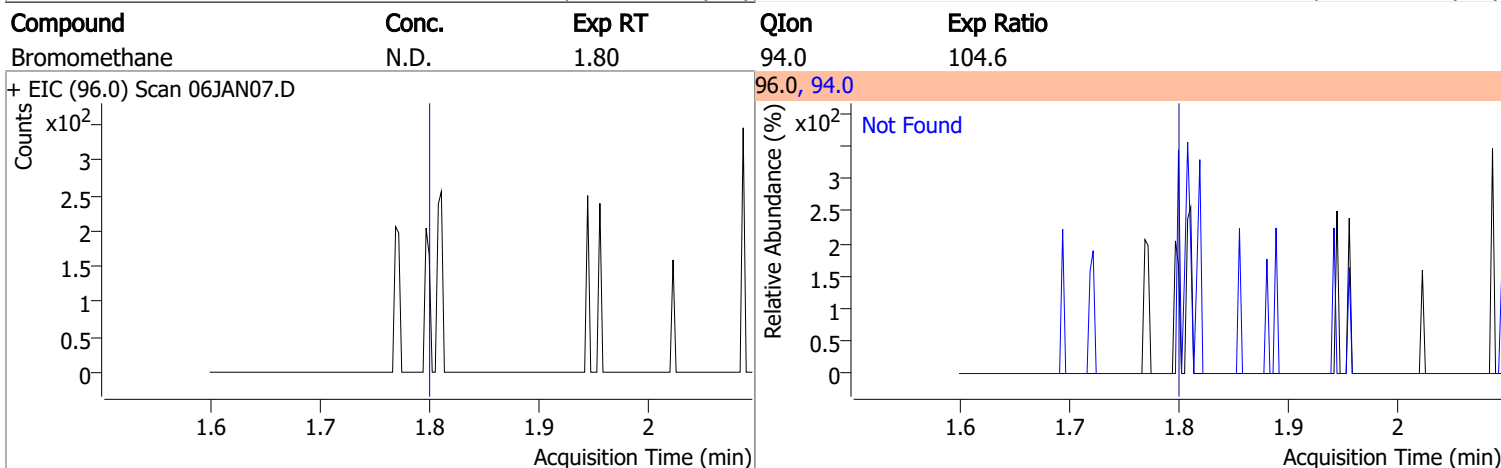 Compound Conc. Exp RT QIon Exp Ratio
Bromomethane N.D. 1.80 94.0 104.6
+ EIC (96.0) Scan 06JAN07.D
Counts
x10²
3
2.5
2
1.5
1
0.5
0
1.6 1.7 1.8 1.9 2
Acquisition Time (min)
96.0, 94.0
Relative Abundance (%)
x10²
Not Found
3
2.5
2
1.5
1
0.5
0
1.6 1.7 1.8 1.9 2
Acquisition Time (min)